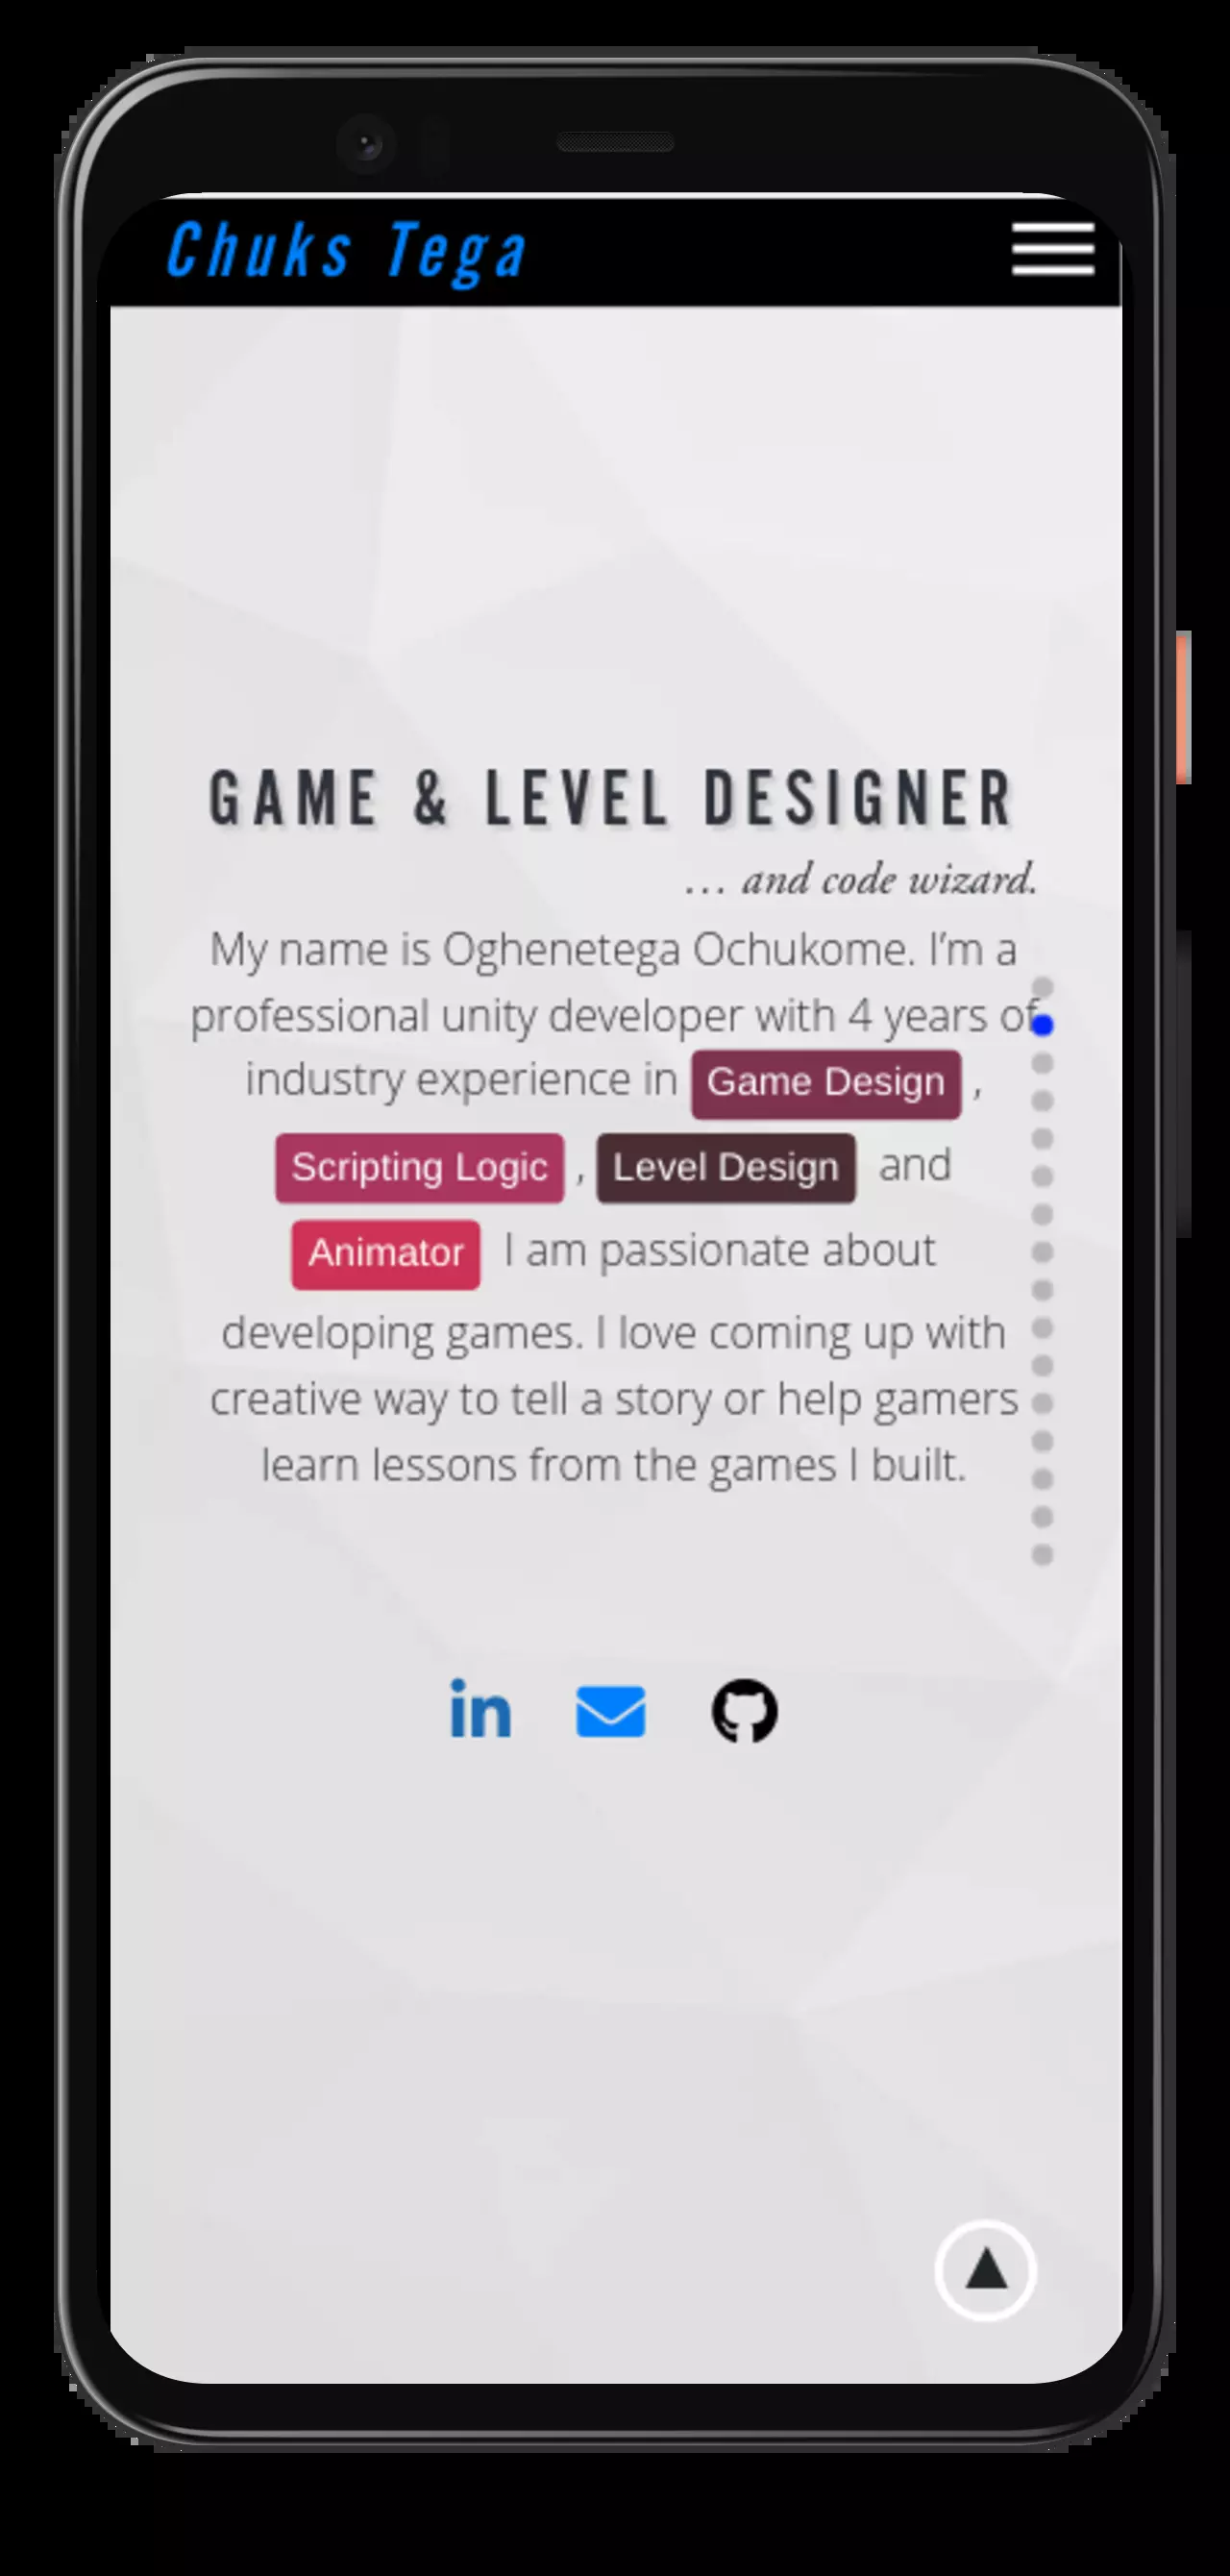 Chuks Tega
GAME & LEVEL DESIGNER
... and code wizard.
My name is Oghenetega Ochukome. I'm a
professional unity developer with 4 years of
industry experience in Game Design ,
Scripting Logic , Level Design and
Animator I am passionate about
developing games. I love coming up with
creative way to tell a story or help gamers
learn lessons from the games I built.
in